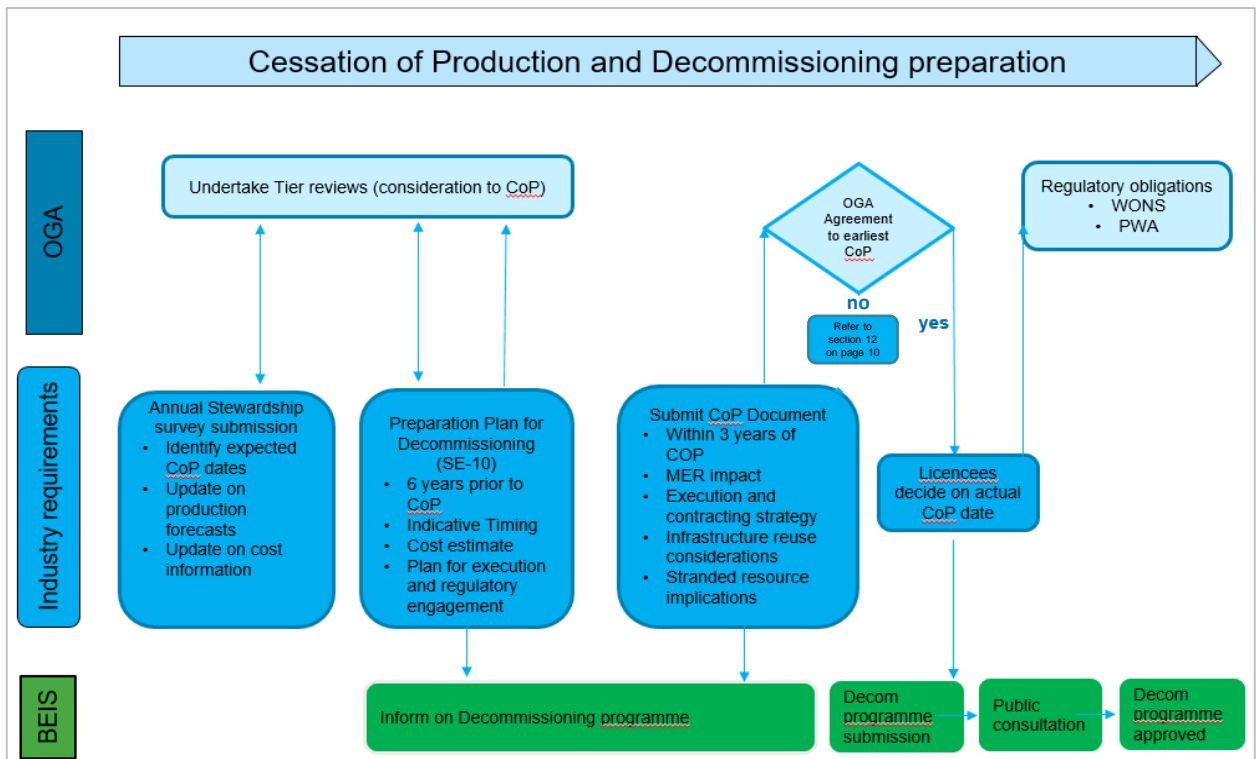 Cessation of Production and Decommissioning preparation
OGA
Undertake Tier reviews (consideration to CoP)
OGA
Agreement
to earliest
CoP
no
Refer to
section 12
on page 10
yes
Regulatory obligations
• WONS
• PWA
Industry requirements
Annual Stewardship
survey submission
• Identify expected
CoP dates
• Update on
production
forecasts
• Update on cost
information
Preparation Plan for
Decommissioning
(SE-10)
• 6 years prior to
CoP
• Indicative Timing
• Cost estimate
• Plan for execution
and regulatory
engagement
Submit CoP Document
• Within 3 years of
COP
• MER impact
• Execution and
contracting strategy
• Infrastructure reuse
considerations
• Stranded resource
implications
Licencees
decide on actual
CoP date
BEIS
Inform on Decommissioning programme
Decom
programme
submission
Public
consultation
Decom
programme
approved